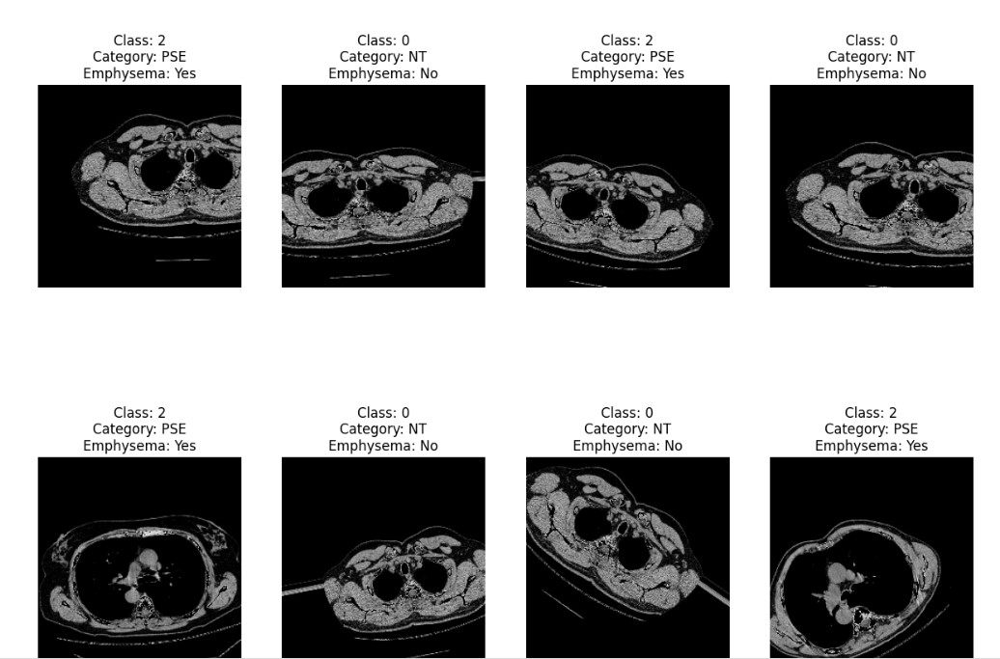 Class: 2
Category: PSE
Emphysema: Yes
Class: 0
Category: NT
Emphysema: No
Class: 2
Category: PSE
Emphysema: Yes
Class: 0
Category: NT
Emphysema: No
Class: 2
Category: PSE
Emphysema: Yes
Class: 0
Category: NT
Emphysema: No
Class: 0
Category: NT
Emphysema: No
Class: 2
Category: PSE
Emphysema: Yes